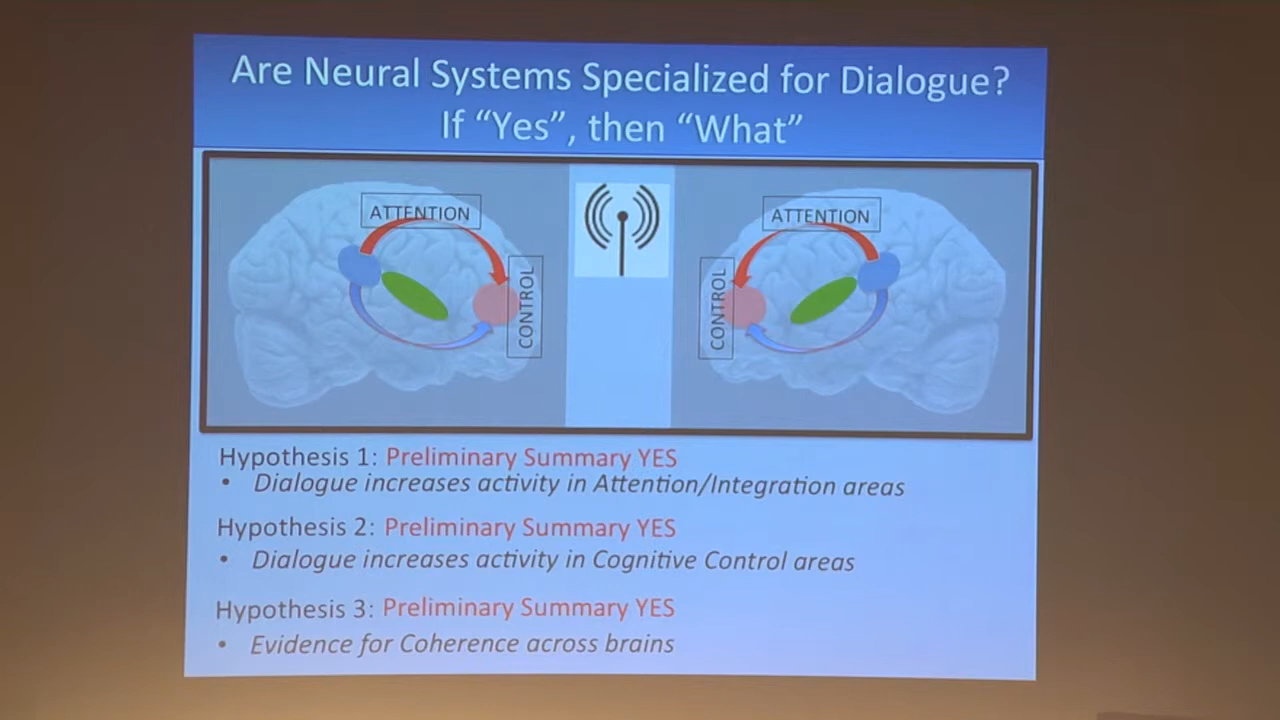 Are Neural Systems Specialized for Dialogue?
If “Yes”, then “What”
ATTENTION
CONTROL
ATTENTION
CONTROL
Hypothesis 1: Preliminary Summary YES
• Dialogue increases activity in Attention/Integration areas
Hypothesis 2: Preliminary Summary YES
• Dialogue increases activity in Cognitive Control areas
Hypothesis 3: Preliminary Summary YES
• Evidence for Coherence across brains